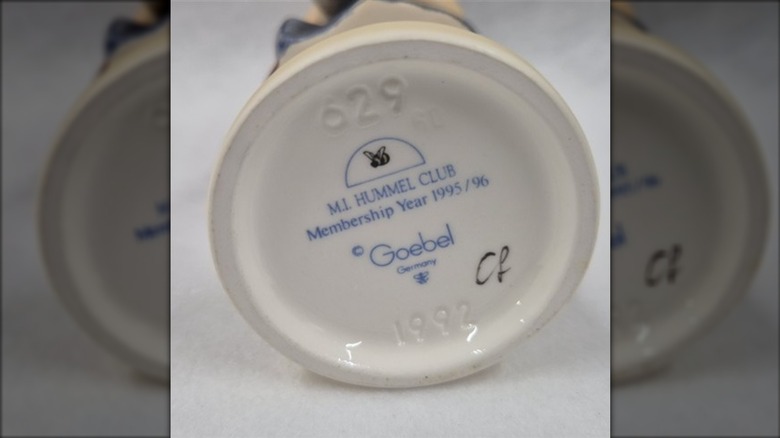 629
M.I. HUMMEL CLUB
Membership Year 1995/96
© Goebel
Germany
Cf
1992